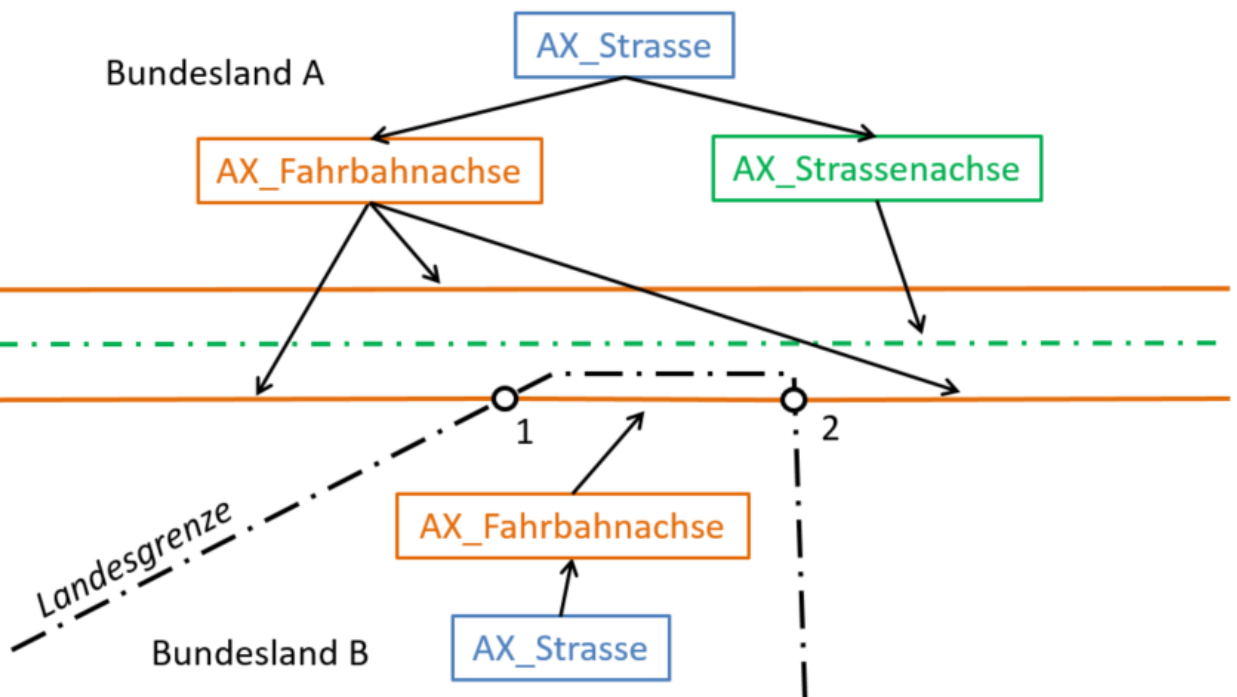 AX_Strasse
Bundesland A
AX_Fahrbahnachse
AX_Strassenachse
1
2
AX_Fahrbahnachse
Landesgrenze
AX_Strasse
Bundesland B